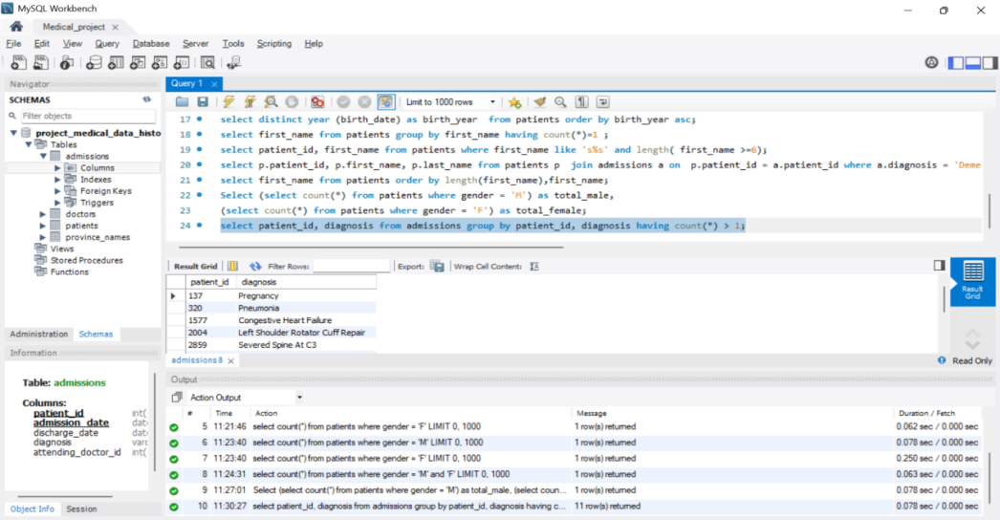 MySQL Workbench
Medical_project
File Edit View Query Database Server Tools Scripting Help
Navigator
SCHEMAS
Filter objects
project_medical_data_histo
Tables
admissions
Columns
Indexes
Foreign Keys
Triggers
doctors
patients
province_names
Views
Stored Procedures
Functions
Administration Schemas
Information
Table: admissions
Columns:
patient_id int(
admission_date dat
discharge_date dat
diagnosis varc
attending_doctor_id int(
Object Info Session
Query 1
Limit to 1000 rows
17 select distinct year (birth_date) as birth_year from patients order by birth_year asc;
18 select first_name from patients group by first_name having count(*)=1 ;
19 select patient_id, first_name from patients where first_name like 's%s' and length( first_name >=6);
20 select p.patient_id, p.first_name, p.last_name from patients p join admissions a on p.patient_id = a.patient_id where a.diagnosis = 'Deme
21 select first_name from patients order by length(first_name),first_name;
22 Select (select count(*) from patients where gender = 'M') as total_male,
23 (select count(*) from patients where gender = 'F') as total_female;
24 select patient_id, diagnosis from admissions group by patient_id, diagnosis having count(*) > 1;
Result Grid Filter Rows: Export: Wrap Cell Content:
patient_id diagnosis
137 Pregnancy
320 Pneumonia
1577 Congestive Heart Failure
2004 Left Shoulder Rotator Cuff Repair
2859 Severed Spine At C3
Result Grid
admissions 8
Read Only
Output
Action Output
# Time Action Message Duration / Fetch
5 11:21:46 select count(*) from patients where gender = 'F' LIMIT 0, 1000 1 row(s) returned 0.062 sec / 0.000 sec
6 11:23:40 select count(*) from patients where gender = 'M' LIMIT 0, 1000 1 row(s) returned 0.078 sec / 0.000 sec
7 11:23:40 select count(*) from patients where gender = 'F' LIMIT 0, 1000 1 row(s) returned 0.250 sec / 0.000 sec
8 11:24:31 select count(*) from patients where gender = 'M' and 'F' LIMIT 0, 1000 1 row(s) returned 0.063 sec / 0.000 sec
9 11:27:01 Select (select count(*) from patients where gender = 'M') as total_male, (select coun... 1 row(s) returned 0.078 sec / 0.000 sec
10 11:30:27 select patient_id, diagnosis from admissions group by patient_id, diagnosis having c... 11 row(s) returned 0.078 sec / 0.000 sec